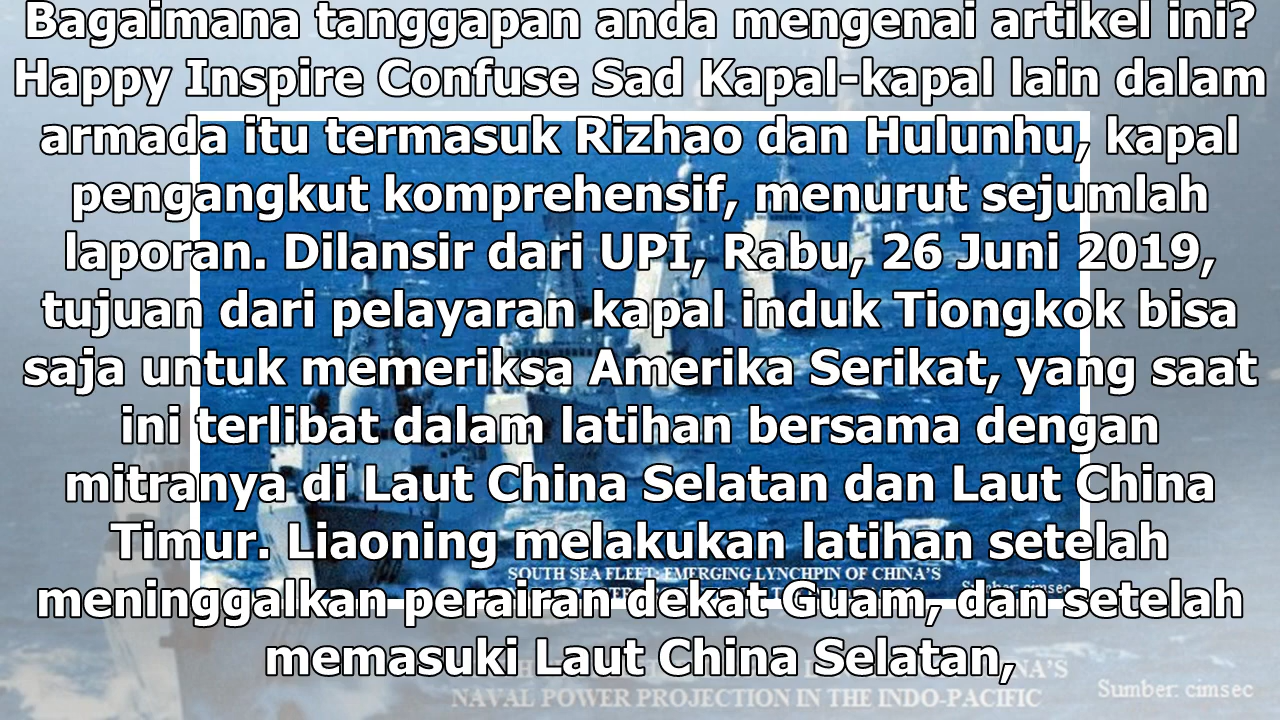 Bagaimana tanggapan anda mengenai artikel ini?
Happy Inspire Confuse Sad Kapal-kapal lain dalam
armada itu termasuk Rizhao dan Hulunhu, kapal
pengangkut komprehensif, menurut sejumlah
laporan. Dilansir dari UPI, Rabu, 26 Juni 2019,
tujuan dari pelayaran kapal induk Tiongkok bisa
saja untuk memeriksa Amerika Serikat, yang saat
ini terlibat dalam latihan bersama dengan
mitranya di Laut China Selatan dan Laut China
Timur. Liaoning melakukan latihan setelah
SOUTH SEA FLEET: EMERGING LYNCHPIN OF CHINA'S
Sumber: cimsec
meninggalkan perairan dekat Guam, dan setelah
memasuki Laut China Selatan,
NAVAL POWER PROJECTION IN THE INDO-PACIFIC
Sumber: cimsec